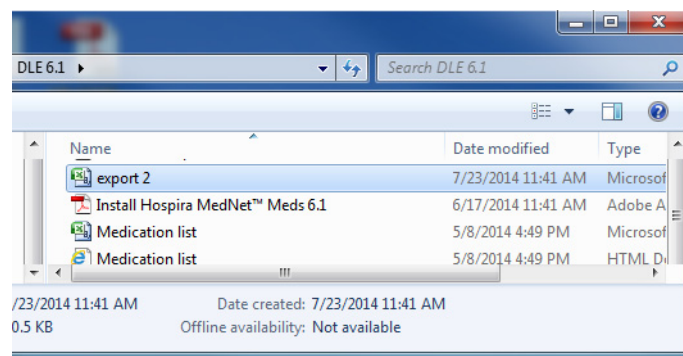 DLE 6.1
Search DLE 6.1
Name Date modified Type
export 2 7/23/2014 11:41 AM Microsof
Install Hospira MedNet™ Meds 6.1 6/17/2014 11:41 AM Adobe A
Medication list 5/8/2014 4:49 PM Microsof
Medication list 5/8/2014 4:49 PM HTML D
/23/2014 11:41 AM Date created: 7/23/2014 11:41 AM
0.5 KB Offline availability: Not available